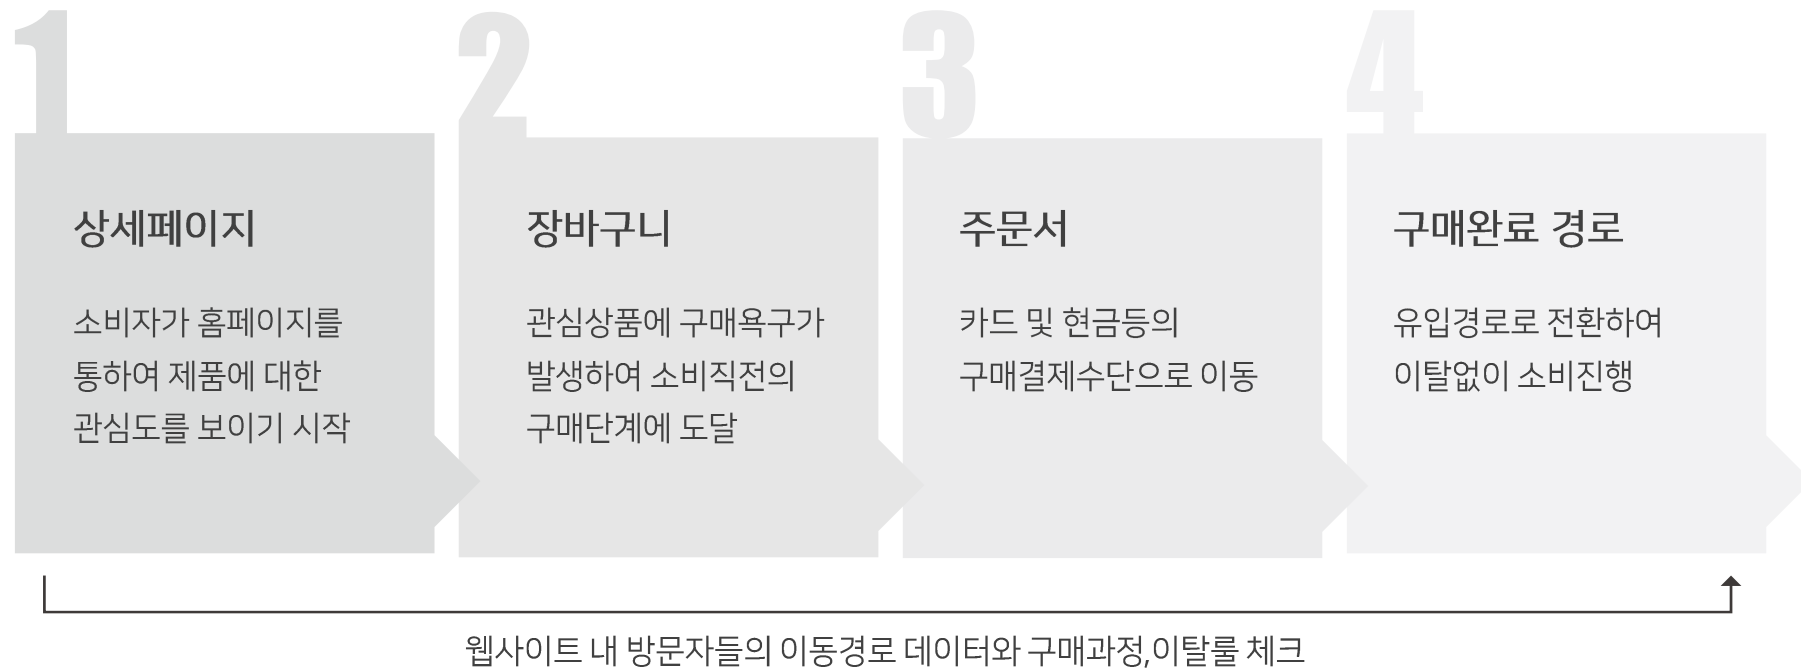 1
상세페이지
소비자가 홈페이지를
통하여 제품에 대한
관심도를 보이기 시작
2
장바구니
관심상품에 구매욕구가
발생하여 소비직전의
구매단계에 도달
3
주문서
카드 및 현금등의
구매결제수단으로 이동
4
구매완료 경로
유입경로로 전환하여
이탈없이 소비진행
웹사이트 내 방문자들의 이동경로 데이터와 구매과정,이탈룰 체크